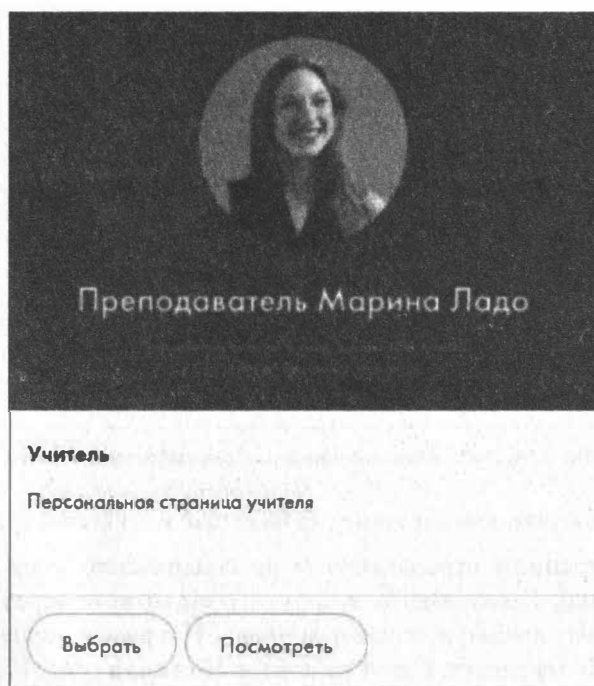 Преподаватель Марина Ладо
Учитель
Персональная страница учителя
Выбрать Посмотреть